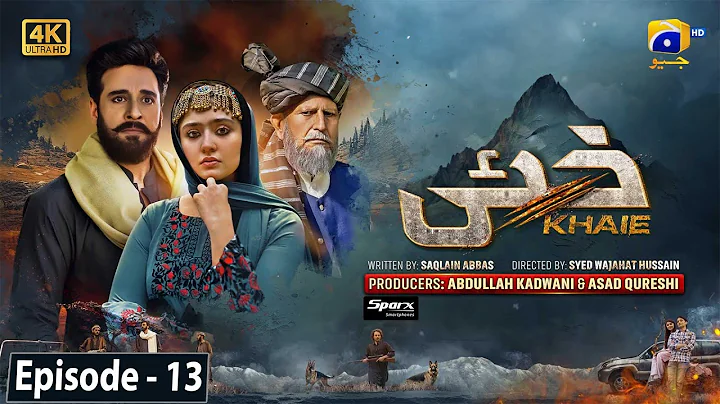 4K
ULTRA HD
HD
جیو
خئی
KHAIE
WRITTEN BY: SAQLAIN ABBAS DIRECTED BY: SYED WAJAHAT HUSSAIN
PRODUCERS: ABDULLAH KADWANI & ASAD QURESHI
Sparx
Smartphones
Episode - 13